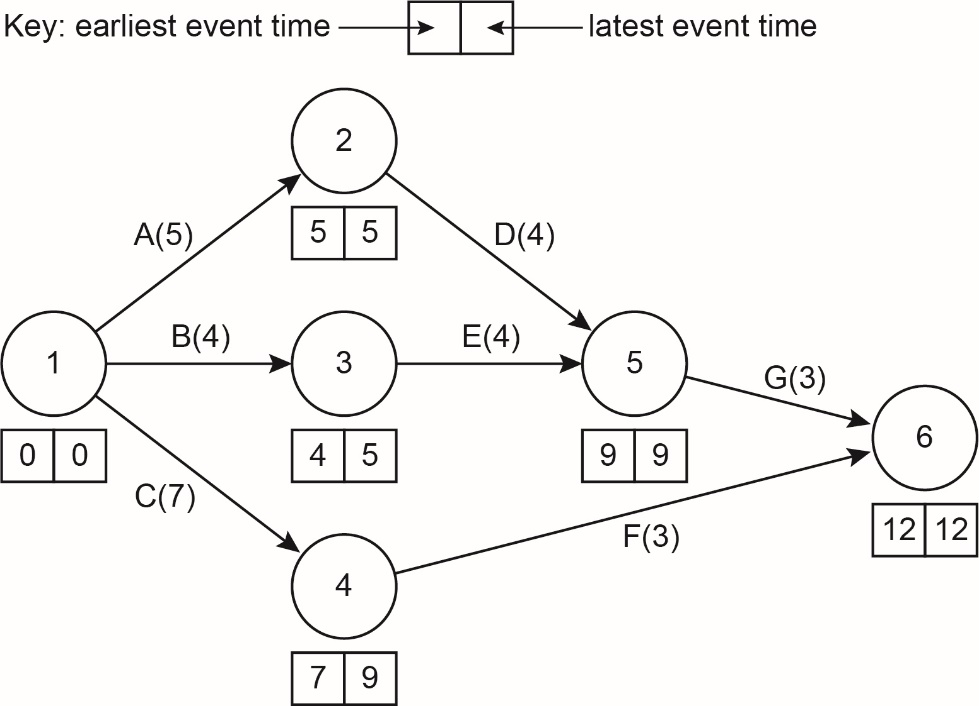 Key: earliest event time
latest event time
2
5 5
A(5)
D(4)
1
0 0
B(4)
3
4 5
E(4)
5
9 9
G(3)
6
12 12
C(7)
F(3)
4
7 9